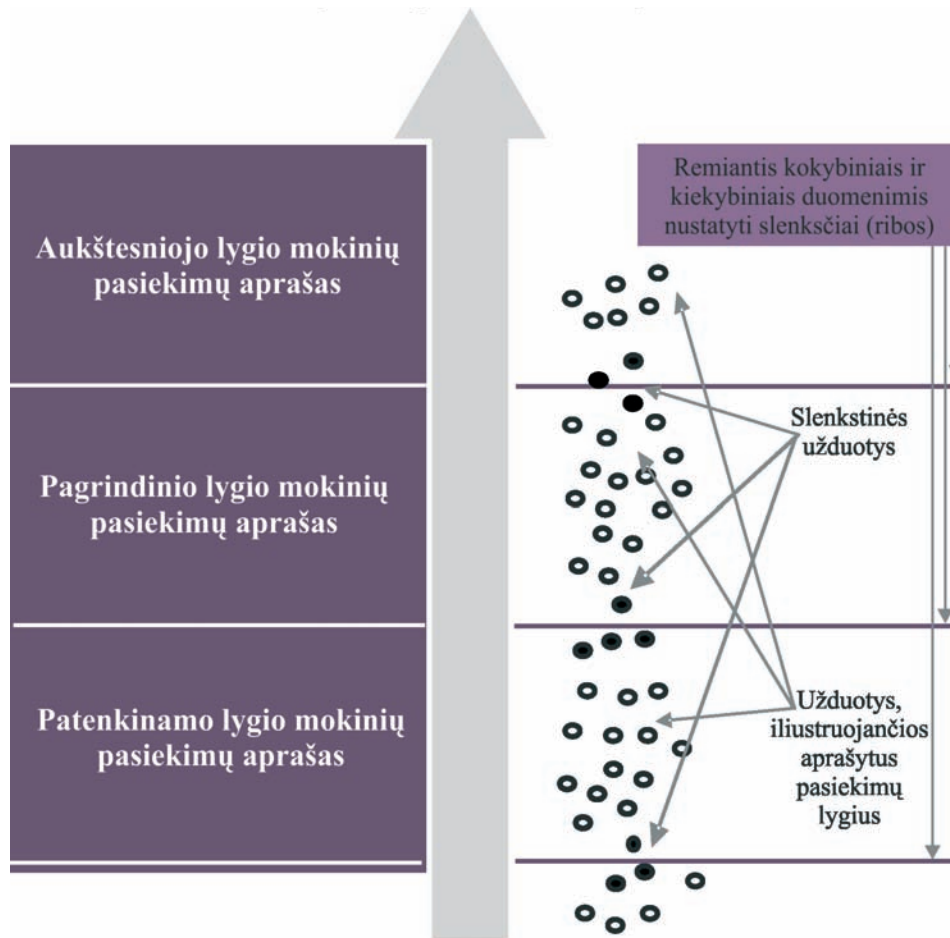 Remiantis kokybiniais ir
kiekybiniais duomenimis
nustatyti slenksčiai (ribos)
Aukštesniojo lygio mokinių
pasiekimų aprašas
Slenkstinės
užduotys
Pagrindinio lygio mokinių
pasiekimų aprašas
Patenkinamo lygio mokinių
pasiekimų aprašas
Užduotys,
iliustruojančios
aprašytus
pasiekimų
lygius